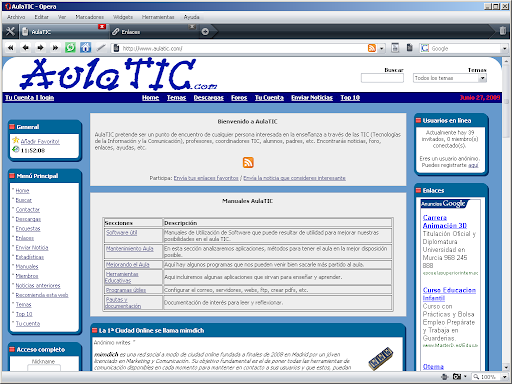 AulaTIC - Opera
Archivo Editar Ver Marcadores Widgets Herramientas Ayuda
AulaTIC
Enlaces
http://www.aulatic.com/
Google
AulaTIC.com
Buscar
Temas
Todos los temas
Tu Cuenta | login
Home Temas Descargas Foros Tu Cuenta Enviar Noticias Top 10
Junio 27, 2009
General
Añadir Favorito!
11:52:08
Menú Principal
Home
Buscar
Contactar
Descargas
Encuestas
Enlaces
Enviar Noticia
Estadísticas
Manuales
Miembros
Noticias anteriores
Recomienda esta web
Temas
Top 10
Tu cuenta
Acceso completo
Nickname
Bienvenido a AulaTIC
AulaTIC pretende ser un punto de encuentro de cualquier persona interesada en la enseñanza a través de las TIC (Tecnologías
de la Información y la Comunicación), profesores, coordinadores TIC, alumnos, padres, etc. Encontrarás noticias, foro,
enlaces, ayudas, etc.
Participa: Envía tus enlaces Favoritos / Envía la noticia que consideres interesante
Manuales AulaTIC
Secciones Descripción
Software útil Manuales de Utilización de Software que puede resultar de utilidad para mejorar nuestras
posibilidades en el aula TIC.
Mantenimiento Aula En esta sección analizaremos aplicaciones, métodos para tener el aula en la mejor disposición
posible.
Mejorando el Aula Aquí hay algunos programas que nos pueden venir bien sacarle más partido al aula.
Herramientas
Educativas Aquí incluiremos algunas aplicaciones que sirvan para enseñar y aprender.
Programas útiles Configurar el correo, servidores, webs, ftp, crear pdfs, etc.
Pautas y
documentación Documentación de interés para leer y reflexionar.
La 1ª Ciudad Online se llama mimdich
Anónimo writes "
mimdich es una red social a modo de ciudad online fundada a finales de 2008 en Madrid por un joven
licenciado en Marketing y Comunicación. Su objetivo fundamental es el de poner todas las herramientas de
comunicación disponibles en cada momento para mantener en contacto a sus usuarios y que estos, puedan
Usuarios en línea
Actualmente hay 39
invitados, 0 miembro(s)
conectado(s).
Eres un usuario anónimo.
Puedes registrarte aquí
Enlaces
Anuncios Google
Carrera
Animación 3D
Titulación Oficial y
Diplomatura
Universidad en
Murcia 968 245
888
escuelasuperiorinternac
Curso Educacion
Infantil
Curso con
Prácticas y Bolsa
Empleo Prepárate
y Trabaja en
Guarderías.
www.MasterD.es/Educa
Oferta
100%